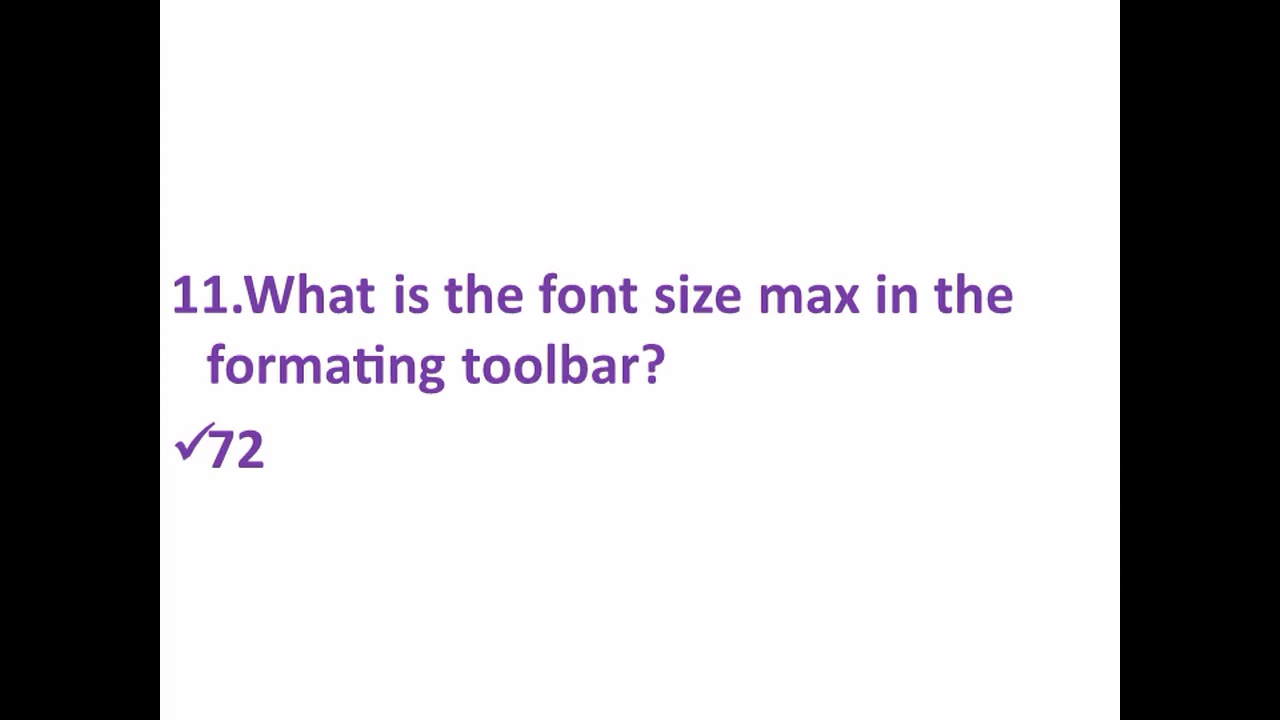 11.What is the font size max in the
formating toolbar?
✓72